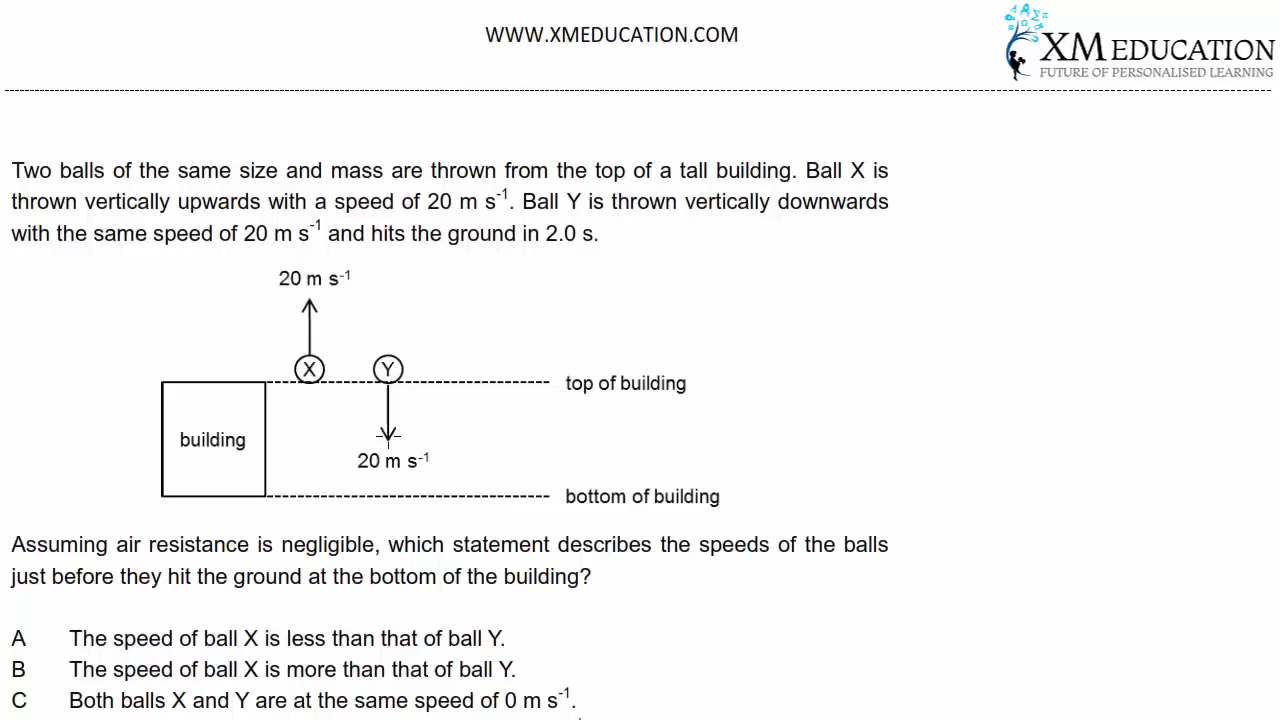 WWW.XMEDUCATION.COM
XM EDUCATION
FUTURE OF PERSONALISED LEARNING
Two balls of the same size and mass are thrown from the top of a tall building. Ball X is
thrown vertically upwards with a speed of 20 m s⁻¹. Ball Y is thrown vertically downwards
with the same speed of 20 m s⁻¹ and hits the ground in 2.0 s.
20 m s⁻¹
X
Y
top of building
building
20 m s⁻¹
bottom of building
Assuming air resistance is negligible, which statement describes the speeds of the balls
just before they hit the ground at the bottom of the building?
A The speed of ball X is less than that of ball Y.
B The speed of ball X is more than that of ball Y.
C Both balls X and Y are at the same speed of 0 m s⁻¹.